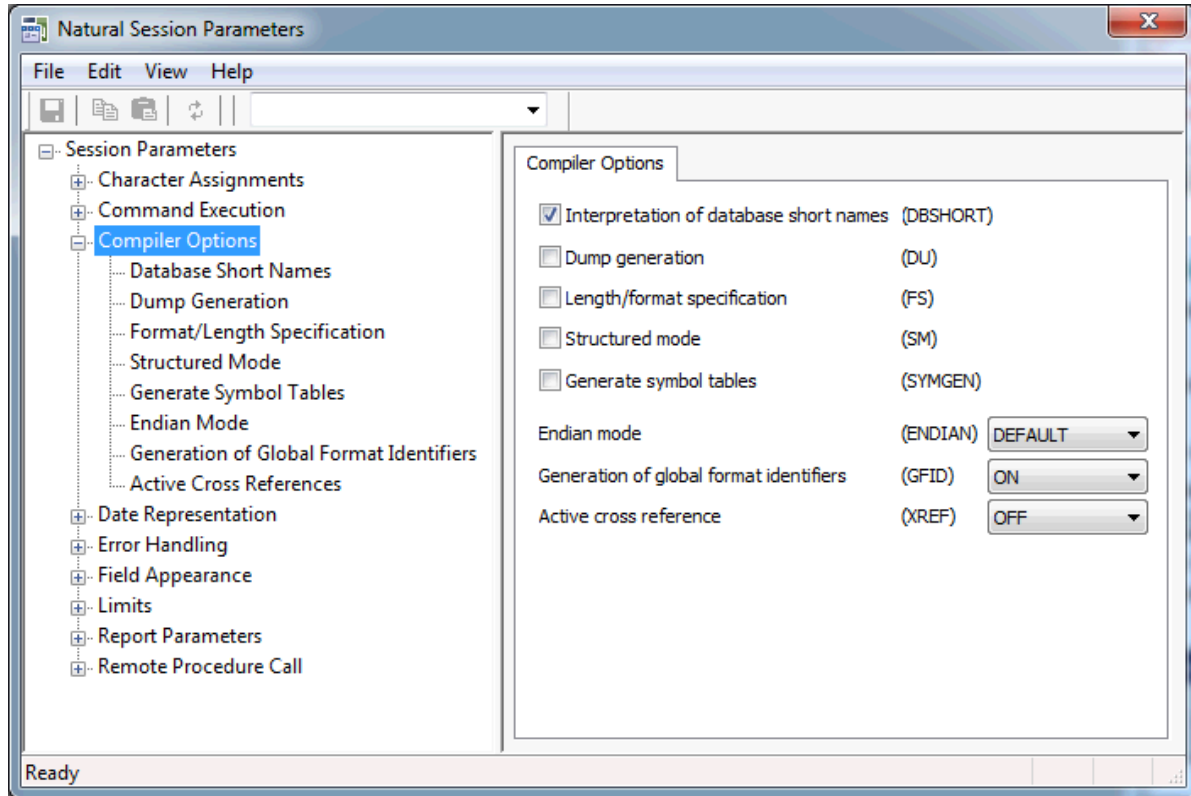 Natural Session Parameters
File Edit View Help
Session Parameters
Character Assignments
Command Execution
Compiler Options
Database Short Names
Dump Generation
Format/Length Specification
Structured Mode
Generate Symbol Tables
Endian Mode
Generation of Global Format Identifiers
Active Cross References
Date Representation
Error Handling
Field Appearance
Limits
Report Parameters
Remote Procedure Call
Compiler Options
Interpretation of database short names (DBSHORT)
Dump generation (DU)
Length/format specification (FS)
Structured mode (SM)
Generate symbol tables (SYMGEN)
Endian mode (ENDIAN) DEFAULT
Generation of global format identifiers (GFID) ON
Active cross reference (XREF) OFF
Ready